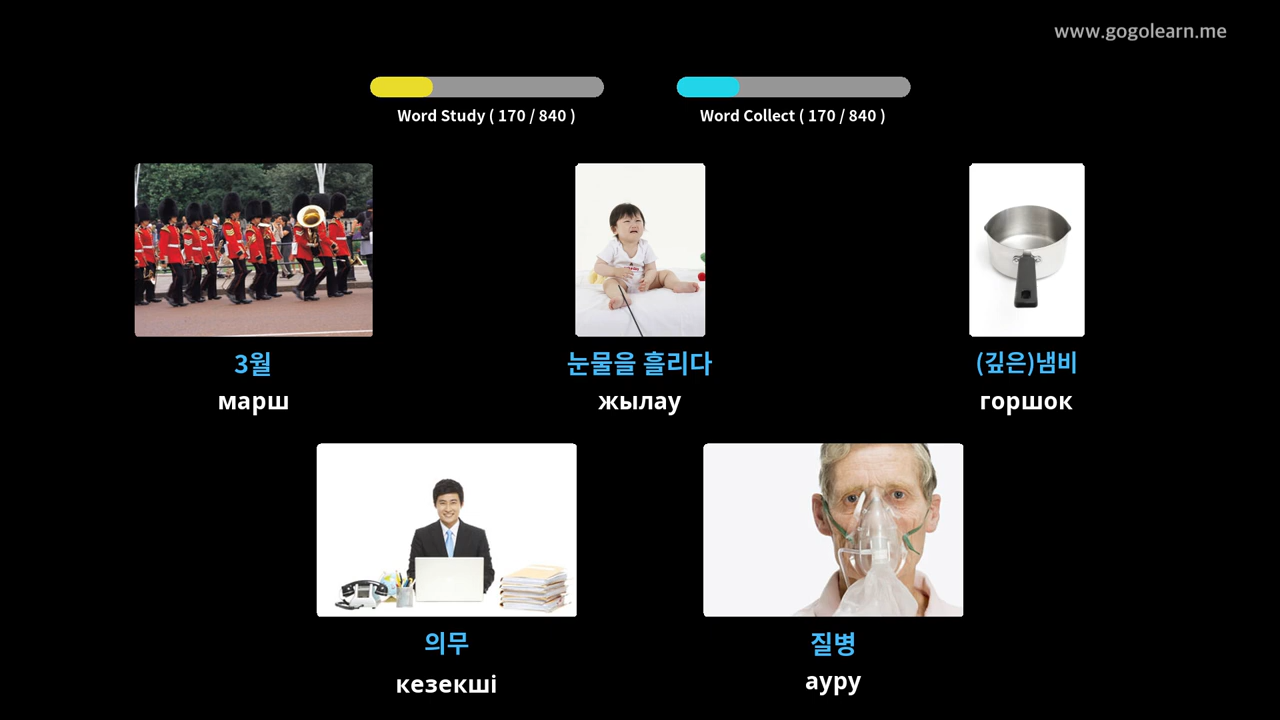 www.gogolearn.me
Word Study ( 170 / 840 )
Word Collect ( 170 / 840 )
3월
марш
눈물을 흘리다
жылау
(깊은)냄비
горшок
의무
кезекші
질병
ауру